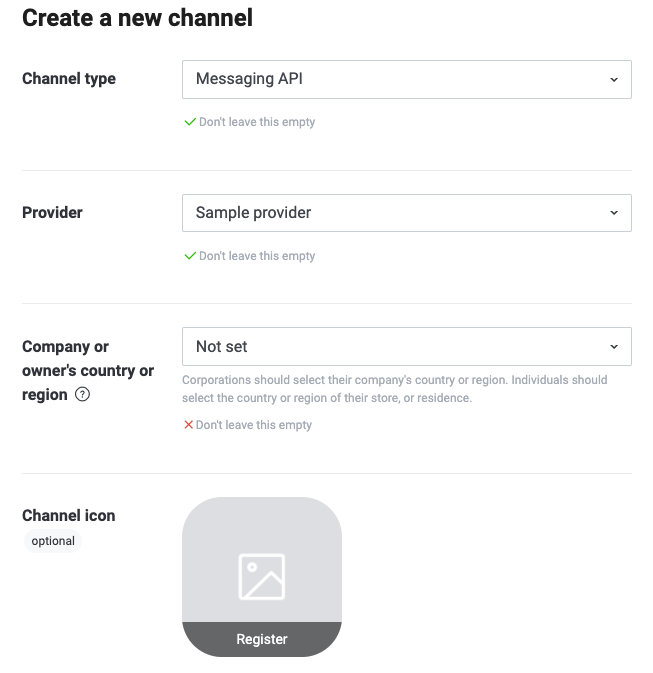 Create a new channel
Channel type
Messaging API
Don't leave this empty
Provider
Sample provider
Don't leave this empty
Company or
owner's country or
region ?
Not set
Corporations should select their company's country or region. Individuals should
select the country or region of their store, or residence.
Don't leave this empty
Channel icon
optional
Register